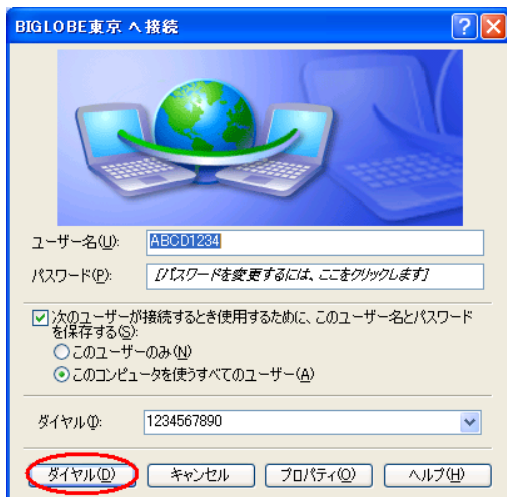 BIGLOBE東京 へ接続
ユーザー名(U):
ABCD1234
パスワード(P):
[パスワードを変更するには、ここをクリックします]
次のユーザーが接続するとき使用するために、このユーザー名とパスワード
を保存する(S):
このユーザーのみ(N)
このコンピュータを使うすべてのユーザー(A)
ダイヤル(I):
1234567890
ダイヤル(D)
キャンセル
プロパティ(O)
ヘルプ(H)